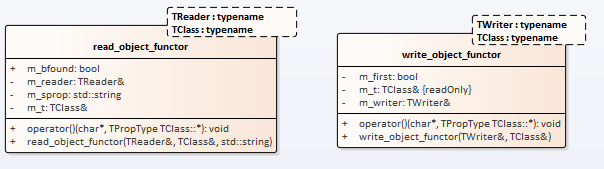 TReader : typename
TClass : typename
read_object_functor
+ m_bfound: bool
- m_reader: TReader&
- m_sprop: std::string
- m_t: TClass&
+ operator()(char*, TPropType TClass::*): void
+ read_object_functor(TReader&, TClass&, std::string)
TWriter : typename
TClass : typename
write_object_functor
- m_first: bool
- m_t: TClass& {readOnly}
- m_writer: TWriter&
+ operator()(char*, TPropType TClass::*): void
+ write_object_functor(TWriter&, TClass&)